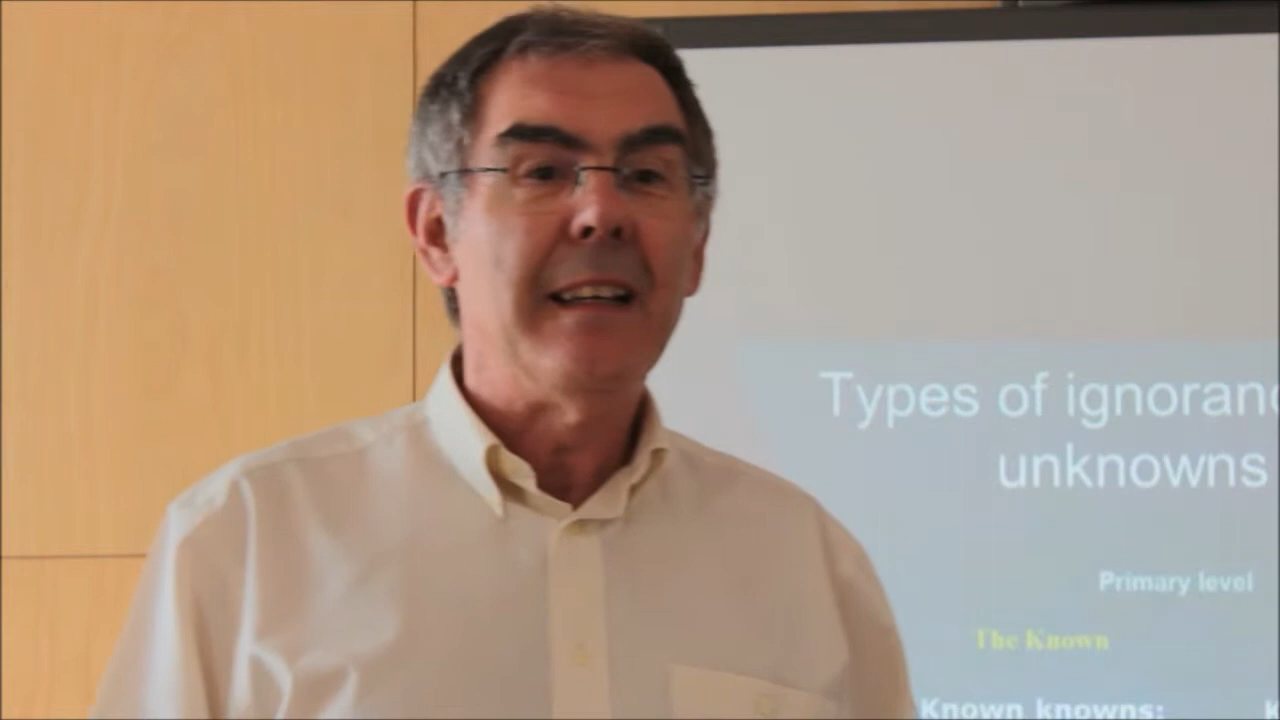 Types of ignoranc
unknowns
Primary level
The Known
Known knowns: K